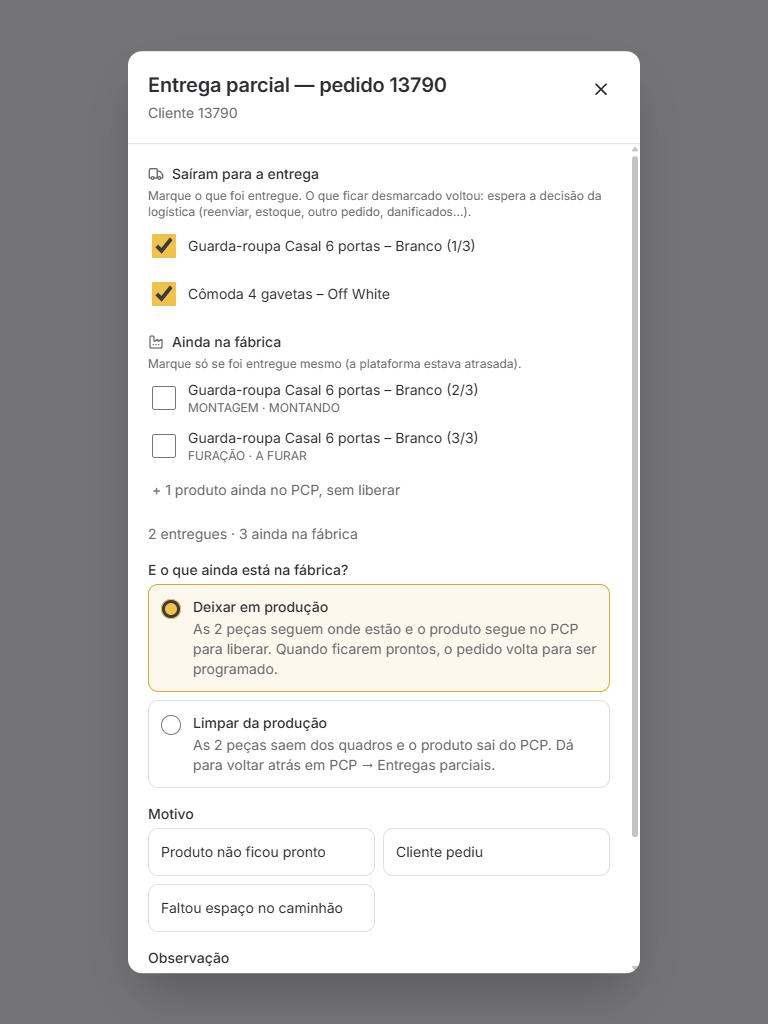 Entrega parcial — pedido 13790
Cliente 13790
Saíram para a entrega
Marque o que foi entregue. O que ficar desmarcado voltou: espera a decisão da
logística (reenviar, estoque, outro pedido, danificados…).
Guarda-roupa Casal 6 portas – Branco (1/3)
Cômoda 4 gavetas – Off White
Ainda na fábrica
Marque só se foi entregue mesmo (a plataforma estava atrasada).
Guarda-roupa Casal 6 portas – Branco (2/3)
MONTAGEM · MONTANDO
Guarda-roupa Casal 6 portas – Branco (3/3)
FURAÇÃO · A FURAR
+ 1 produto ainda no PCP, sem liberar
2 entregues · 3 ainda na fábrica
E o que ainda está na fábrica?
Deixar em produção
As 2 peças seguem onde estão e o produto segue no PCP
para liberar. Quando ficarem prontos, o pedido volta para ser
programado.
Limpar da produção
As 2 peças saem dos quadros e o produto sai do PCP. Dá
para voltar atrás em PCP → Entregas parciais.
Motivo
Produto não ficou pronto
Cliente pediu
Faltou espaço no caminhão
Observação